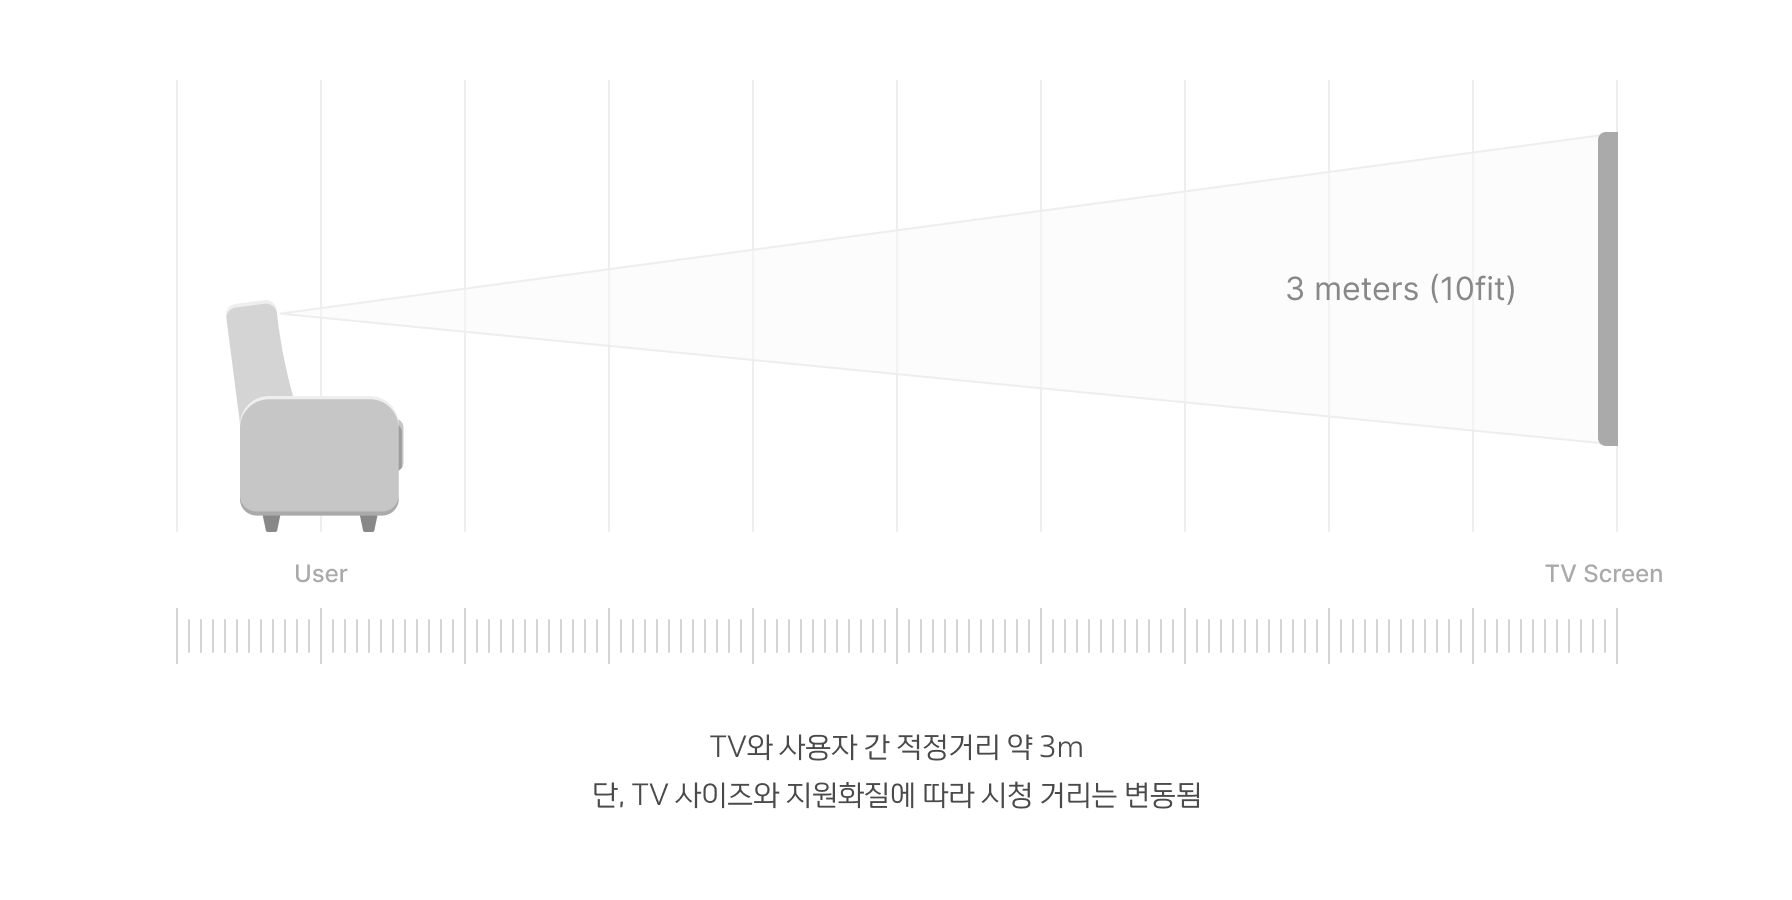 3 meters (10fit)
User
TV Screen
TV와 사용자 간 적정거리 약 3m
단, TV 사이즈와 지원화질에 따라 시청 거리는 변동됨